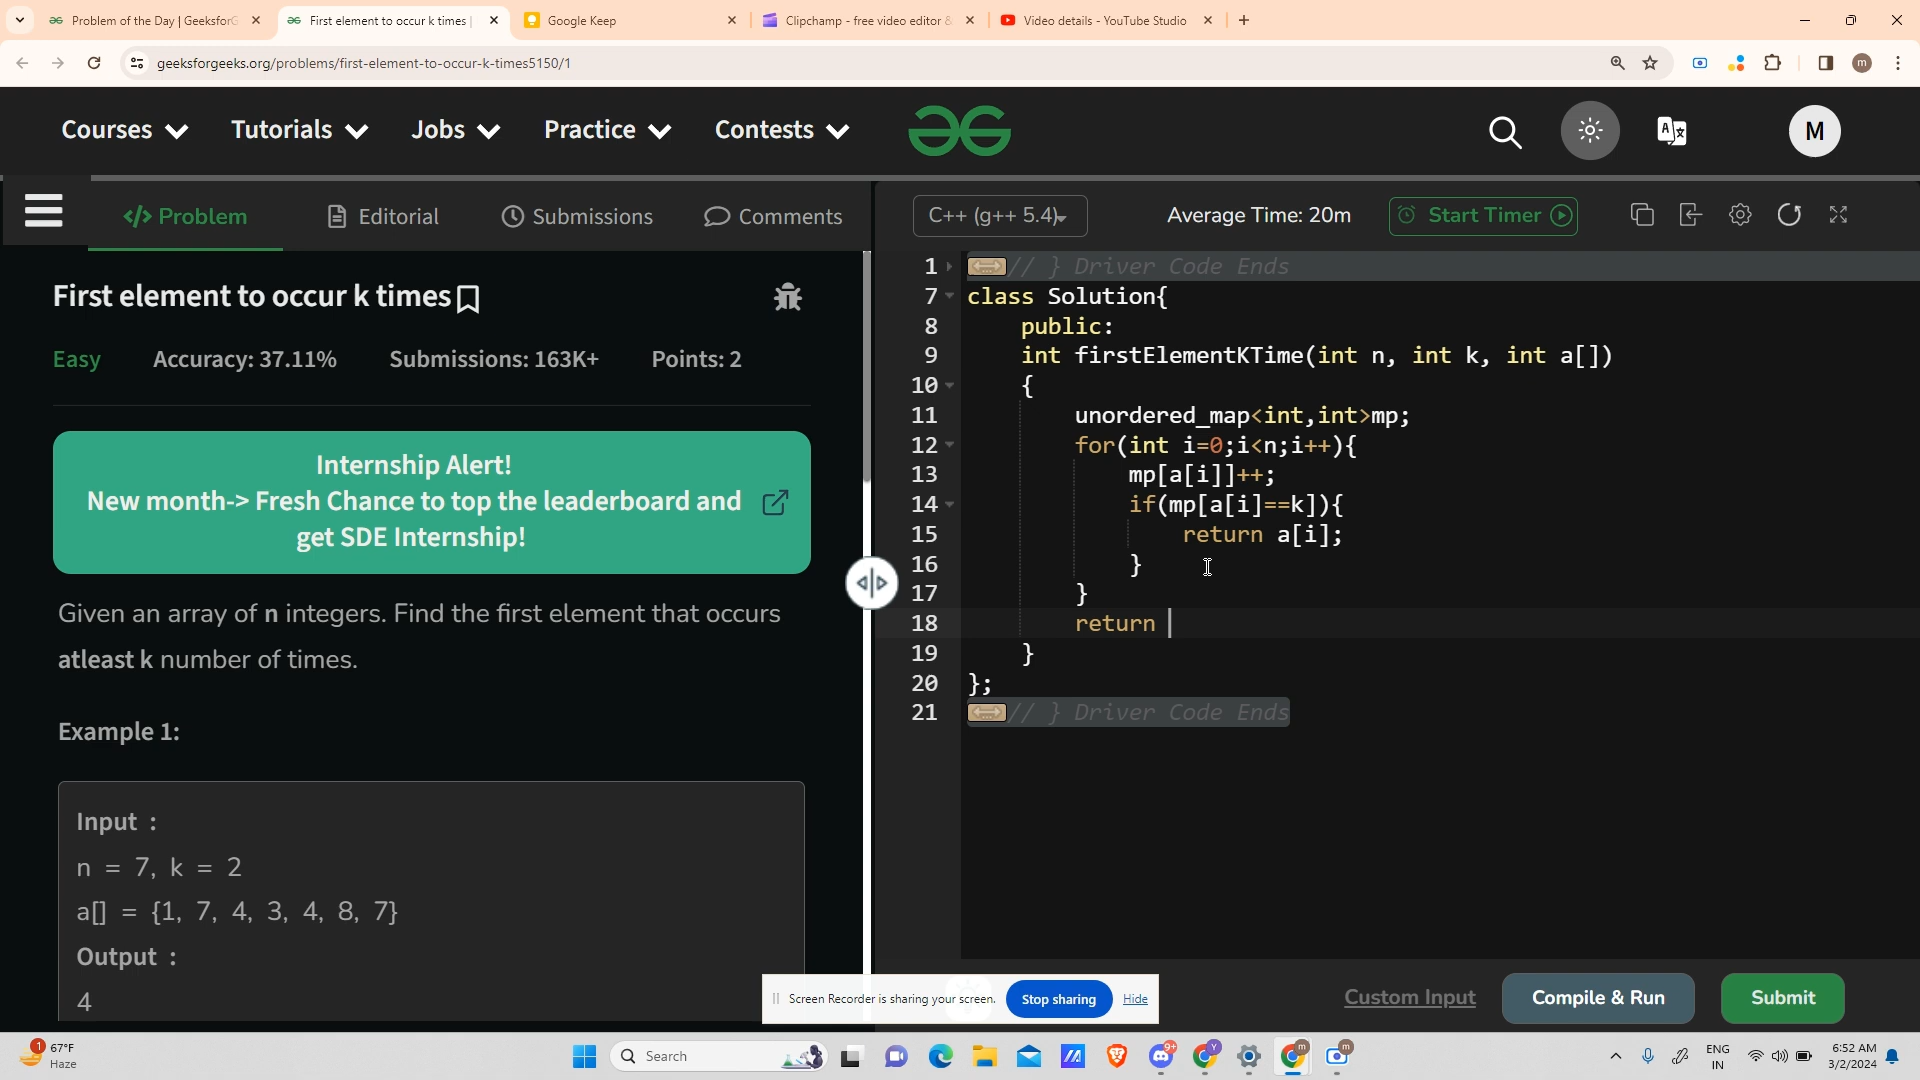 Problem of the Day | GeeksforG
First element to occur k times |
Google Keep
Clipchamp - free video editor &
Video details - YouTube Studio
geeksforgeeks.org/problems/first-element-to-occur-k-times5150/1
m
Courses
Tutorials
Jobs
Practice
Contests
M
</> Problem
Editorial
Submissions
Comments
C++ (g++ 5.4)
Average Time: 20m
Start Timer
First element to occur k times
Easy
Accuracy: 37.11%
Submissions: 163K+
Points: 2
Internship Alert!
New month-> Fresh Chance to top the leaderboard and
get SDE Internship!
Given an array of n integers. Find the first element that occurs
atleast k number of times.
Example 1:
Input :
n = 7, k = 2
a[] = {1, 7, 4, 3, 4, 8, 7}
Output :
4
1 // } Driver Code Ends
7 class Solution{
8 public:
9 int firstElementKTime(int n, int k, int a[])
10 {
11 unordered_map<int,int>mp;
12 for(int i=0;i<n;i++){
13 mp[a[i]]++;
14 if(mp[a[i]==k]){
15 return a[i];
16 }
17 }
18 return
19 }
20 };
21 // } Driver Code Ends
Screen Recorder is sharing your screen.
Stop sharing
Hide
Custom Input
Compile & Run
Submit
1
67°F
Haze
Search
9+
Y
m
m
ENG
IN
6:52 AM
3/2/2024